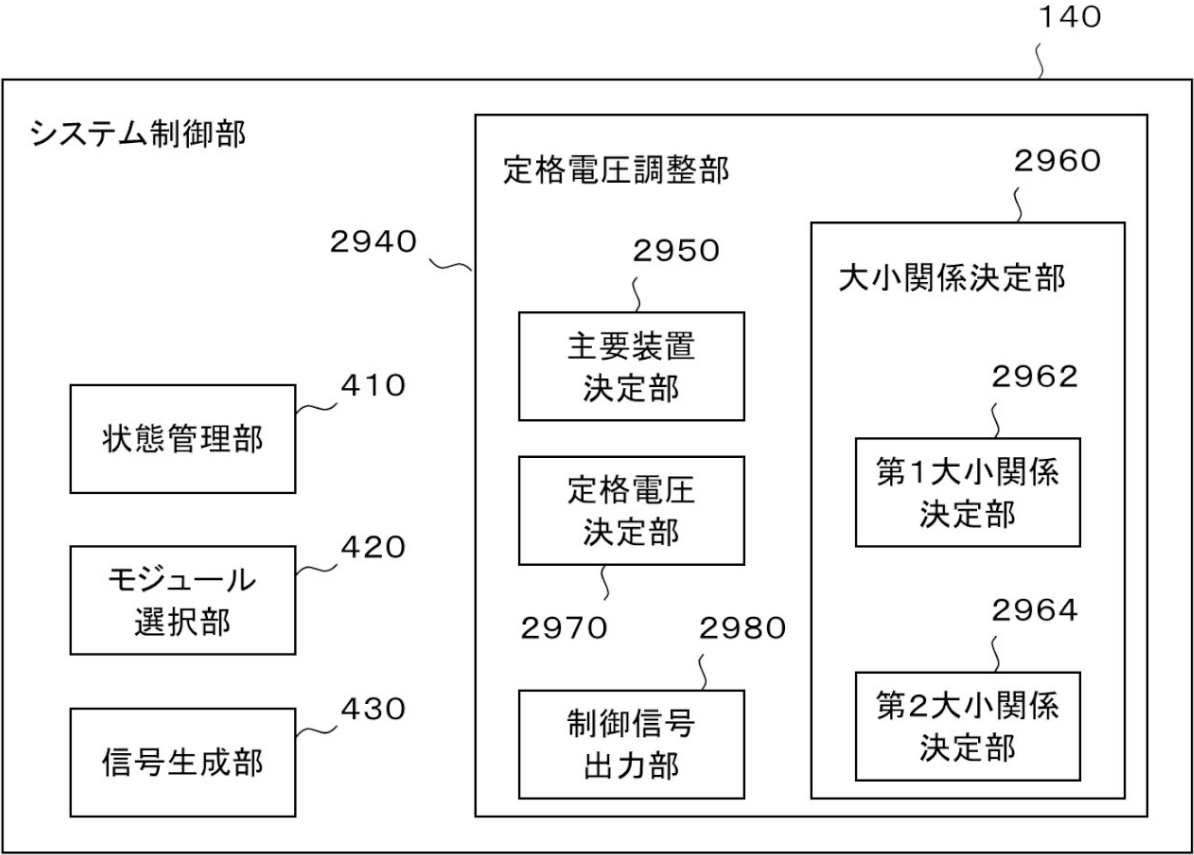 140
システム制御部
定格電圧調整部
2960
2940
2950
大小関係決定部
主要装置
決定部
410
状態管理部
2962
第1大小関係
決定部
定格電圧
決定部
420
モジュール
選択部
2970
2980
2964
430
信号生成部
制御信号
出力部
第2大小関係
決定部